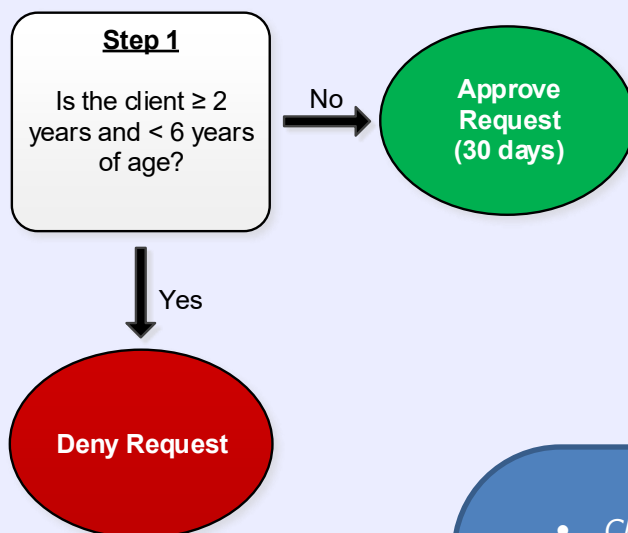 Step 1
Is the client ≥ 2
years and < 6 years
of age?
No
Approve
Request
(30 days)
Yes
Deny Request
•